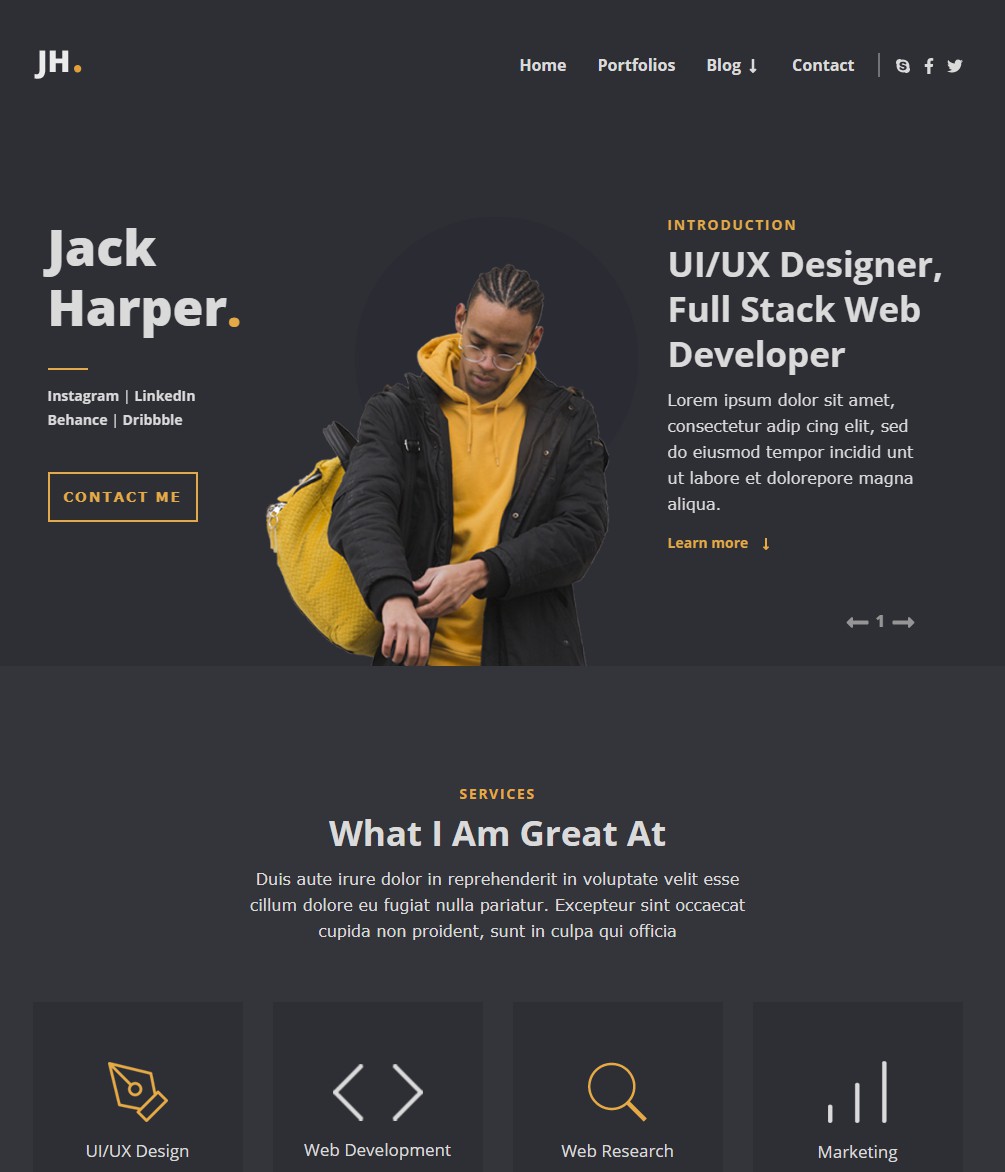 JH.
Home Portfolios Blog Contact
Jack
Harper.
Instagram | LinkedIn
Behance | Dribbble
CONTACT ME
INTRODUCTION
UI/UX Designer,
Full Stack Web
Developer
Lorem ipsum dolor sit amet,
consectetur adip cing elit, sed
do eiusmod tempor incidid unt
ut labore et dolorepore magna
aliqua.
Learn more
1
SERVICES
What I Am Great At
Duis aute irure dolor in reprehenderit in voluptate velit esse
cillum dolore eu fugiat nulla pariatur. Excepteur sint occaecat
cupida non proident, sunt in culpa qui officia
UI/UX Design
Web Development
Web Research
Marketing